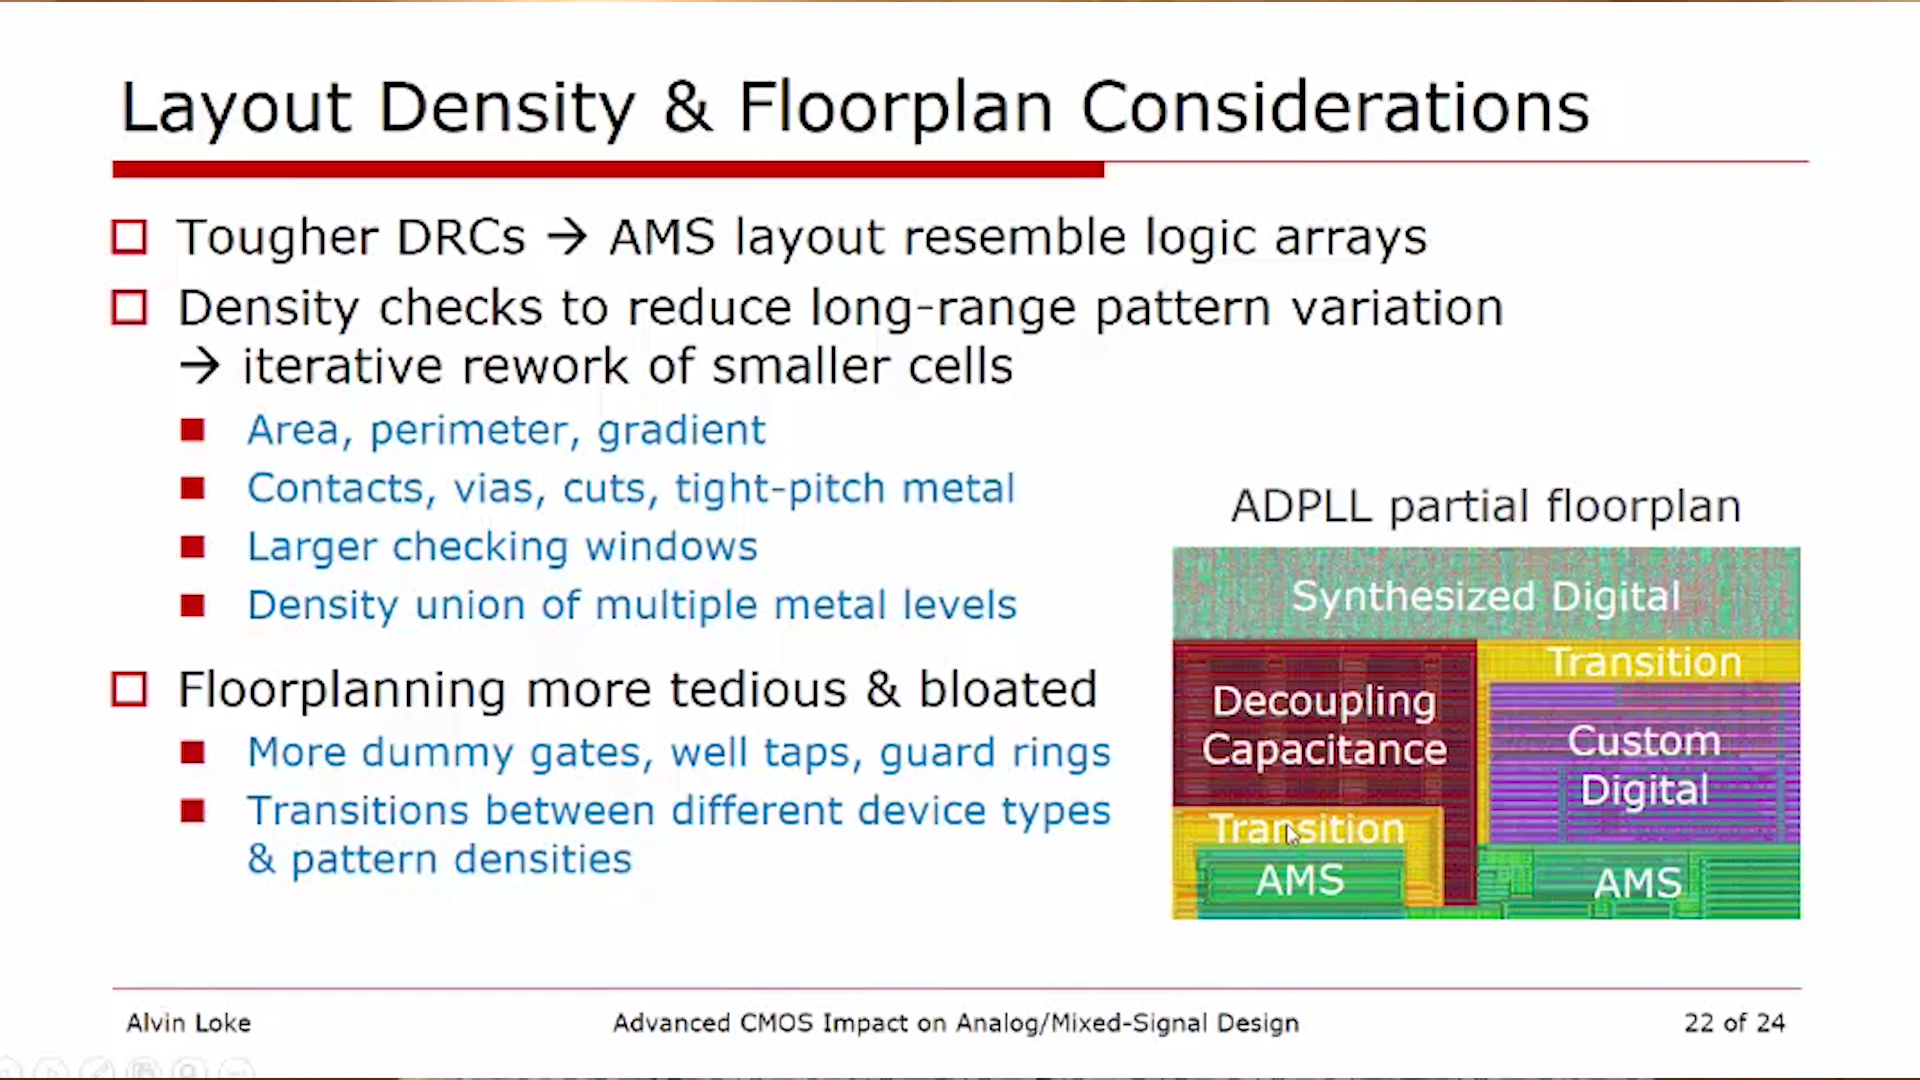 Layout Density & Floorplan Considerations
Tougher DRCs → AMS layout resemble logic arrays
Density checks to reduce long-range pattern variation
→ iterative rework of smaller cells
Area, perimeter, gradient
Contacts, vias, cuts, tight-pitch metal
Larger checking windows
Density union of multiple metal levels
Floorplanning more tedious & bloated
More dummy gates, well taps, guard rings
Transitions between different device types
& pattern densities
ADPLL partial floorplan
Synthesized Digital
Transition
Decoupling
Capacitance
Custom
Digital
Transition
AMS
AMS
Alvin Loke
Advanced CMOS Impact on Analog/Mixed-Signal Design
22 of 24